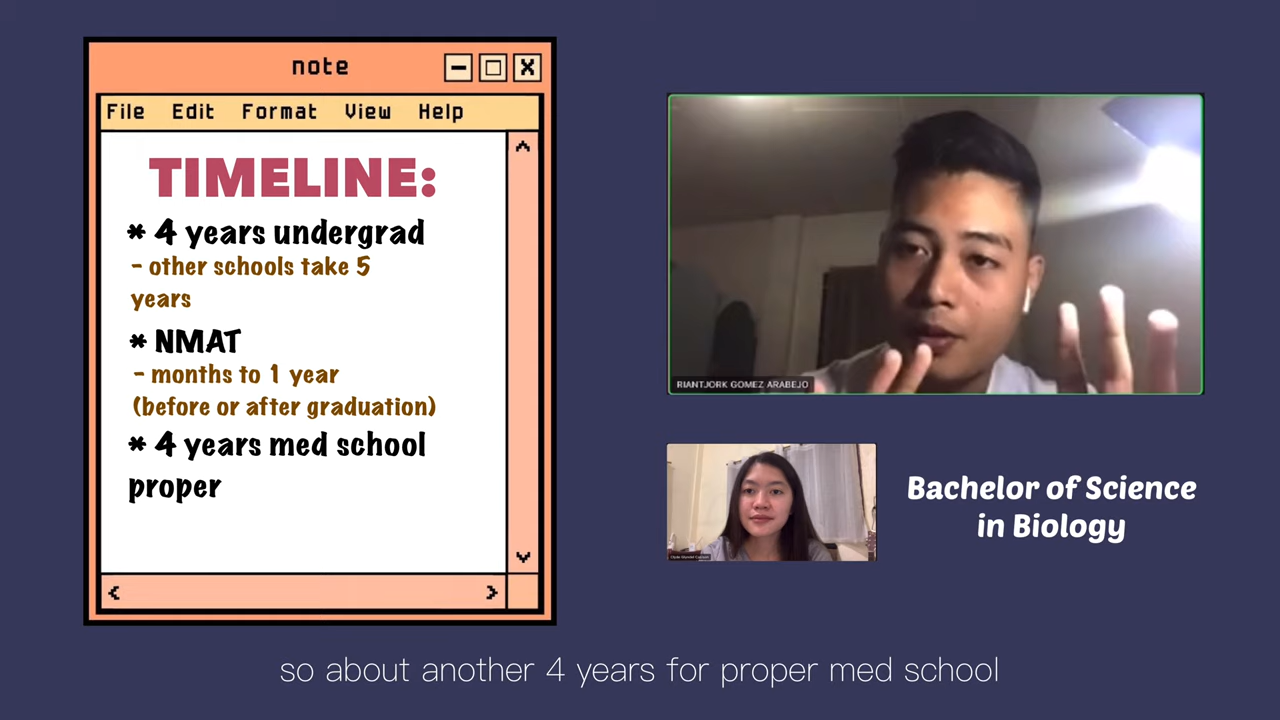 note
File Edit Format View Help
TIMELINE:
* 4 years undergrad
- other schools take 5
years
* NMAT
- months to 1 year
(before or after graduation)
* 4 years med school
proper
RIANTJORK GOMEZ ARABEJO
Bachelor of Science
in Biology
so about another 4 years for proper med school